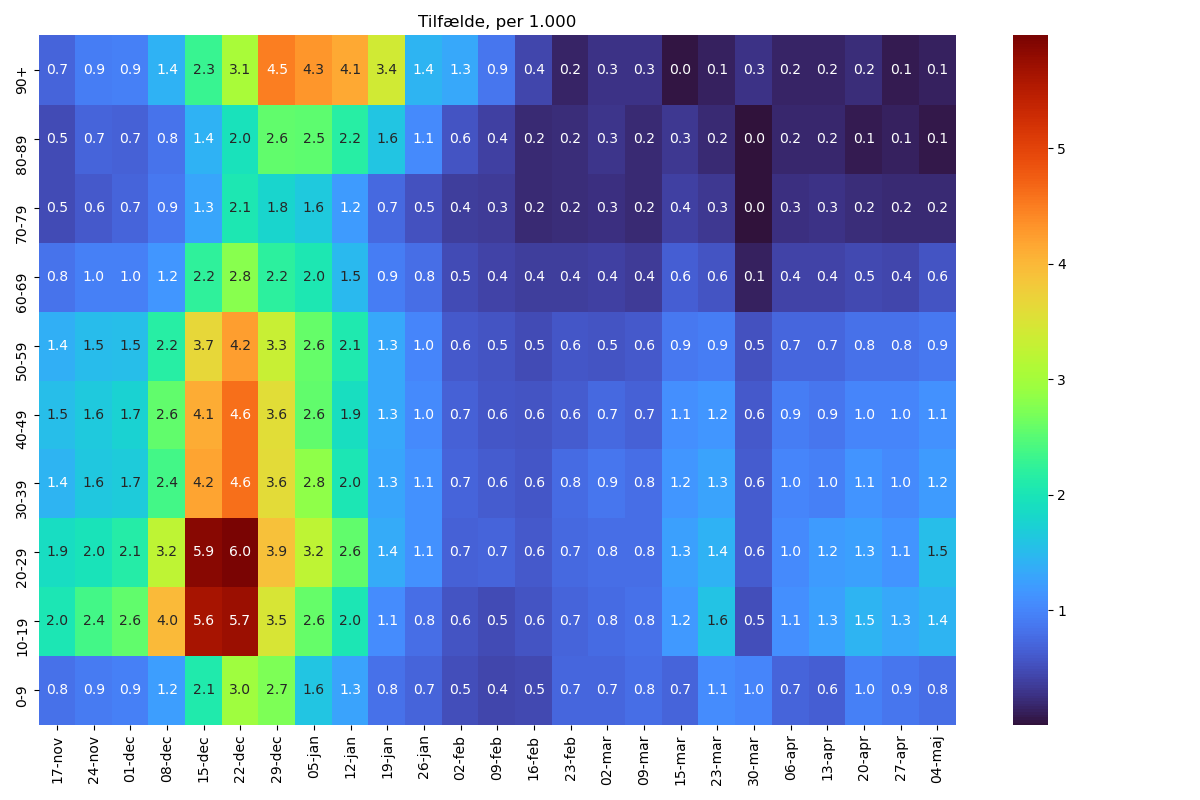 Tilfælde, per 1.000
90+ 0.7 0.9 0.9 1.4 2.3 3.1 4.5 4.3 4.1 3.4 1.4 1.3 0.9 0.4 0.2 0.3 0.3 0.0 0.1 0.3 0.2 0.2 0.2 0.1 0.1
80-89 0.5 0.7 0.7 0.8 1.4 2.0 2.6 2.5 2.2 1.6 1.1 0.6 0.4 0.2 0.2 0.3 0.2 0.3 0.2 0.0 0.2 0.2 0.1 0.1 0.1
70-79 0.5 0.6 0.7 0.9 1.3 2.1 1.8 1.6 1.2 0.7 0.5 0.4 0.3 0.2 0.2 0.3 0.2 0.4 0.3 0.0 0.3 0.3 0.2 0.2 0.2
60-69 0.8 1.0 1.0 1.2 2.2 2.8 2.2 2.0 1.5 0.9 0.8 0.5 0.4 0.4 0.4 0.4 0.4 0.6 0.6 0.1 0.4 0.4 0.5 0.4 0.6
50-59 1.4 1.5 1.5 2.2 3.7 4.2 3.3 2.6 2.1 1.3 1.0 0.6 0.5 0.5 0.6 0.5 0.6 0.9 0.9 0.5 0.7 0.7 0.8 0.8 0.9
40-49 1.5 1.6 1.7 2.6 4.1 4.6 3.6 2.6 1.9 1.3 1.0 0.7 0.6 0.6 0.6 0.7 0.7 1.1 1.2 0.6 0.9 0.9 1.0 1.0 1.1
30-39 1.4 1.6 1.7 2.4 4.2 4.6 3.6 2.8 2.0 1.3 1.1 0.7 0.6 0.6 0.8 0.9 0.8 1.2 1.3 0.6 1.0 1.0 1.1 1.0 1.2
20-29 1.9 2.0 2.1 3.2 5.9 6.0 3.9 3.2 2.6 1.4 1.1 0.7 0.7 0.6 0.7 0.8 0.8 1.3 1.4 0.6 1.0 1.2 1.3 1.1 1.5
10-19 2.0 2.4 2.6 4.0 5.6 5.7 3.5 2.6 2.0 1.1 0.8 0.6 0.5 0.6 0.7 0.8 0.8 1.2 1.6 0.5 1.1 1.3 1.5 1.3 1.4
0-9 0.8 0.9 0.9 1.2 2.1 3.0 2.7 1.6 1.3 0.8 0.7 0.5 0.4 0.5 0.7 0.7 0.8 0.7 1.1 1.0 0.7 0.6 1.0 0.9 0.8
17-nov 24-nov 01-dec 08-dec 15-dec 22-dec 29-dec 05-jan 12-jan 19-jan 26-jan 02-feb 09-feb 16-feb 23-feb 02-mar 09-mar 15-mar 23-mar 30-mar 06-apr 13-apr 20-apr 27-apr 04-maj
5
4
3
2
1